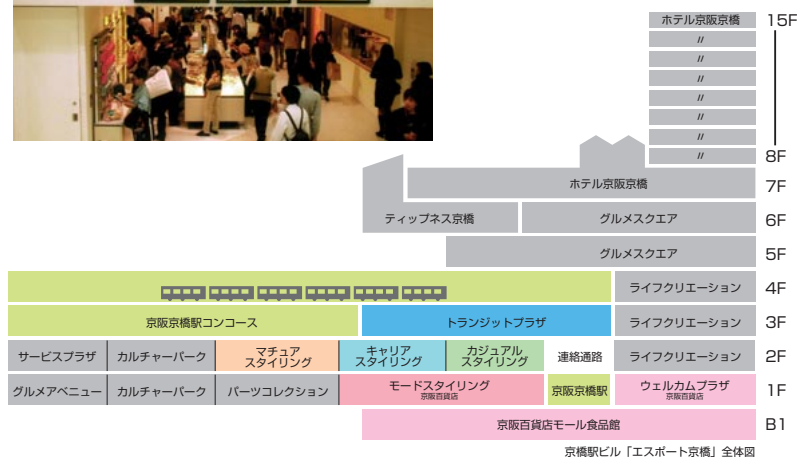 ホテル京阪京橋 15F
〃
〃
〃
〃
〃
〃
〃 8F
ホテル京阪京橋 7F
ティップネス京橋 グルメスクエア 6F
グルメスクエア 5F
ライフクリエーション 4F
京阪京橋駅コンコース トランジットプラザ ライフクリエーション 3F
サービスプラザ カルチャーパーク マチュア
スタイリング キャリア
スタイリング カジュアル
スタイリング 連絡通路 ライフクリエーション 2F
グルメアベニュー カルチャーパーク パーツコレクション モードスタイリング
京阪百貨店 京阪京橋駅 ウェルカムプラザ
京阪百貨店 1F
京阪百貨店モール食品館 B1
京橋駅ビル「エスポート京橋」全体図